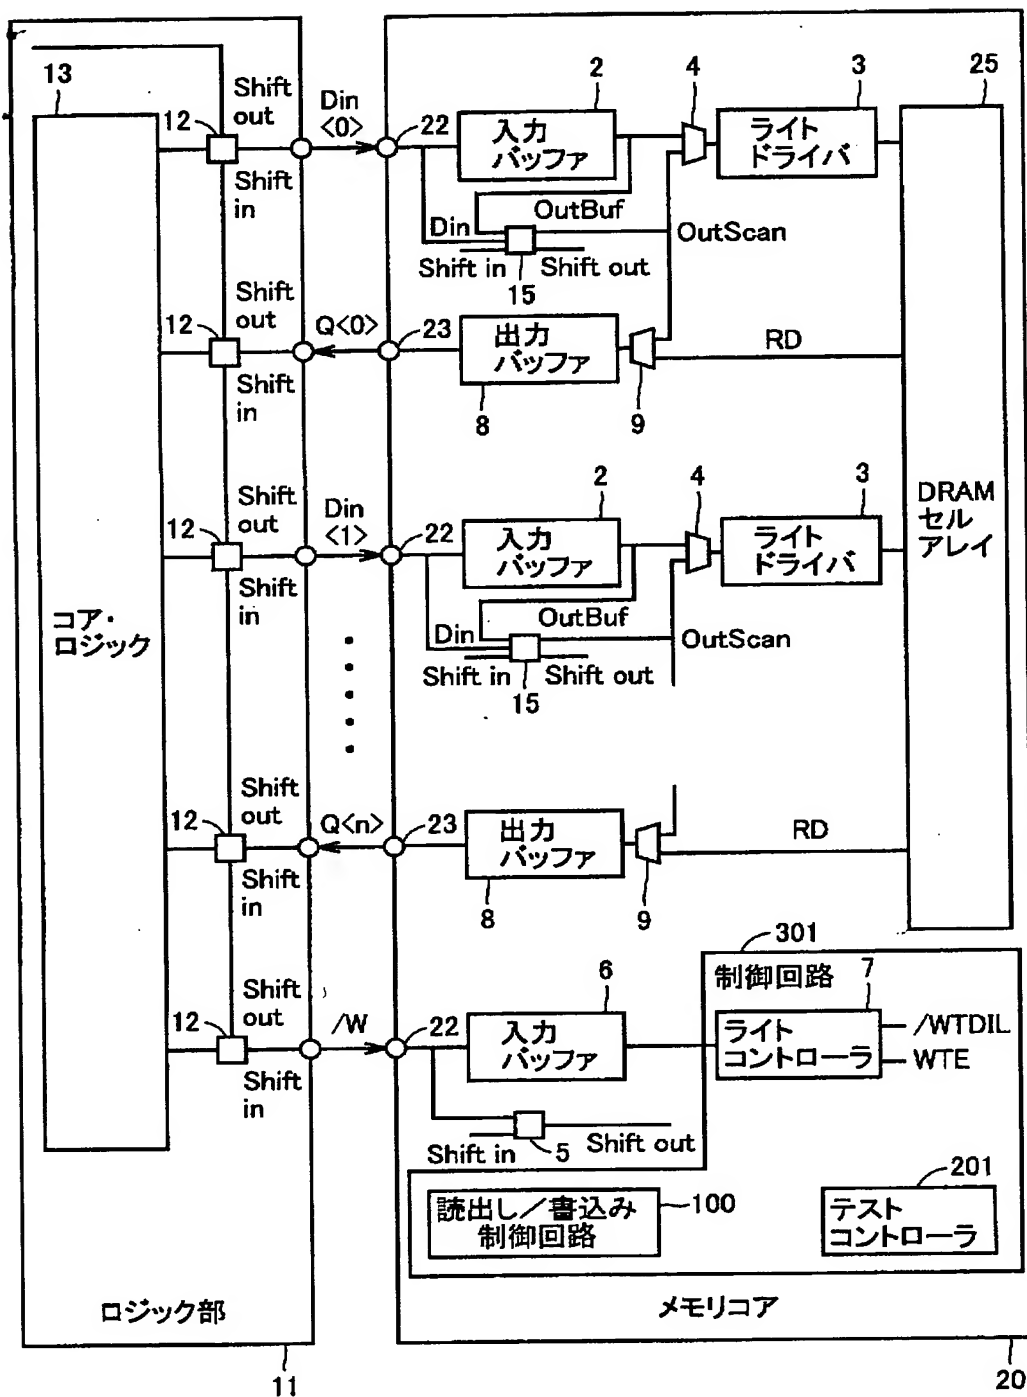 13
12
Shift
out
Shift
in
Din
<0>
22
2
入力
バッファ
4
3
ライト
ドライバ
25
OutBuf
Din
Shift in
Shift out
15
OutScan
12
Shift
out
Shift
in
Q<0>
23
出力
バッファ
8
9
RD
12
Shift
out
Shift
in
Din
<1>
22
2
入力
バッファ
4
3
ライト
ドライバ
DRAM
セル
アレイ
コア・
ロジック
OutBuf
Din
Shift in
Shift out
15
OutScan
12
Shift
out
Shift
in
Q<n>
23
出力
バッファ
8
9
RD
301
制御回路
12
Shift
out
Shift
in
/W
22
6
入力
バッファ
7
ライト
コントローラ
/WTDIL
WTE
Shift in
5
Shift out
読出し/書込み
制御回路
100
201
テスト
コントローラ
ロジック部
メモリコア
11
20